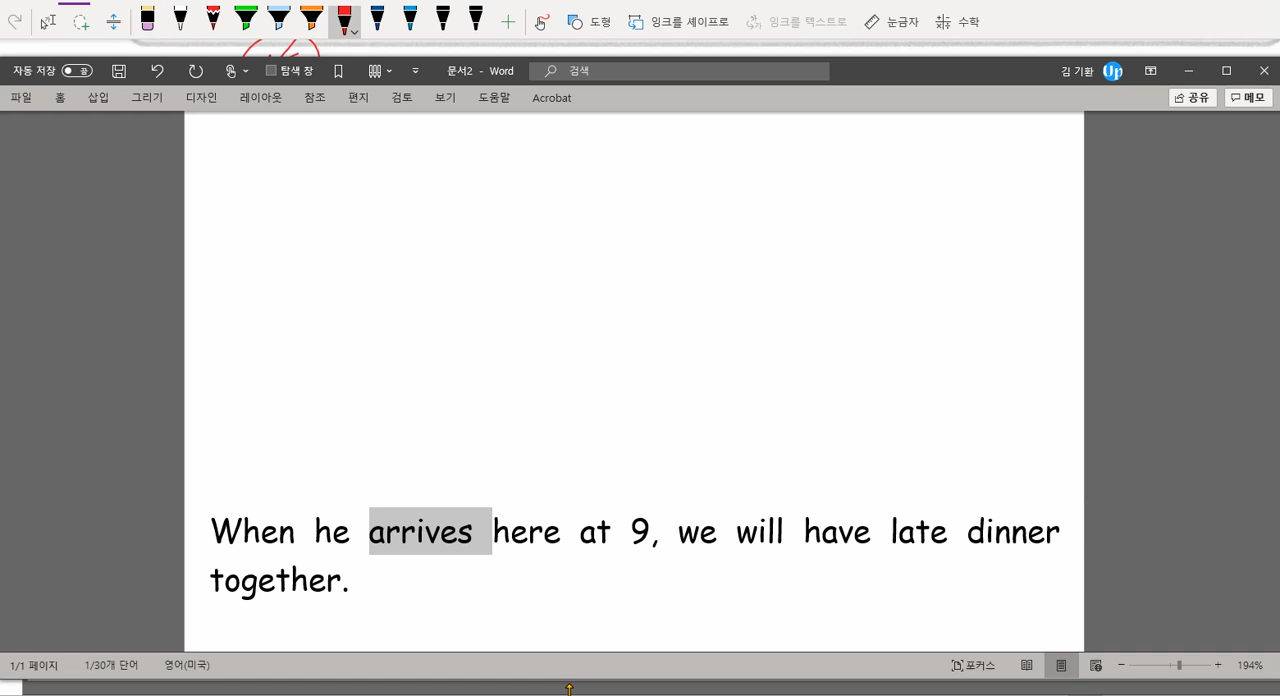 도형 잉크를 셰이프로 잉크를 텍스트로 눈금자 수학
자동 저장 끔 탐색 창 문서2 - Word 검색 김 기환 Up
파일 홈 삽입 그리기 디자인 레이아웃 참조 편지 검토 보기 도움말 Acrobat 공유 메모
When he arrives here at 9, we will have late dinner
together.
1/1 페이지 1/30개 단어 영어(미국) 포커스 194%